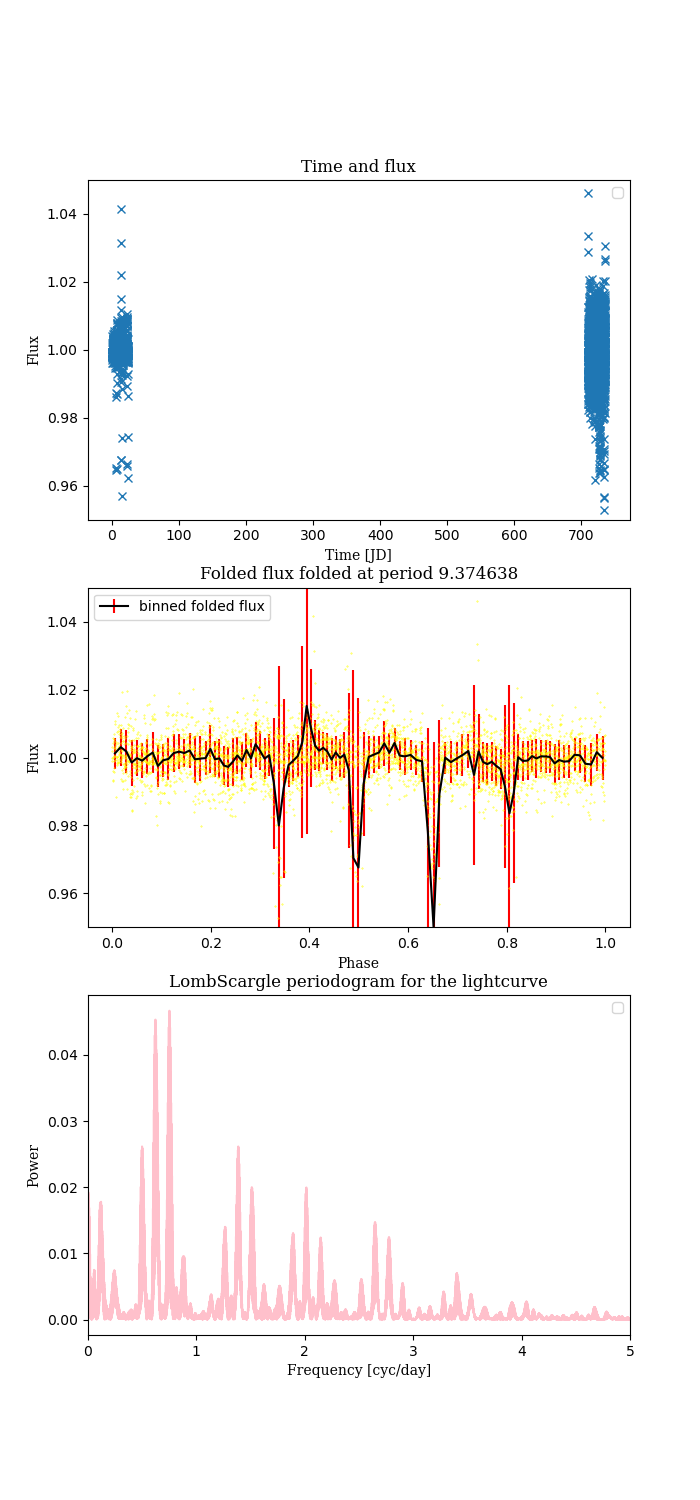 Time and flux
1.04
1.02
1.00
0.98
0.96
Flux
0 100 200 300 400 500 600 700
Time [JD]
Folded flux folded at period 9.374638
binned folded flux
1.04
1.02
1.00
0.98
0.96
Flux
0.0 0.2 0.4 0.6 0.8 1.0
Phase
LombScargle periodogram for the lightcurve
0.04
0.03
0.02
0.01
0.00
Power
0 1 2 3 4 5
Frequency [cyc/day]